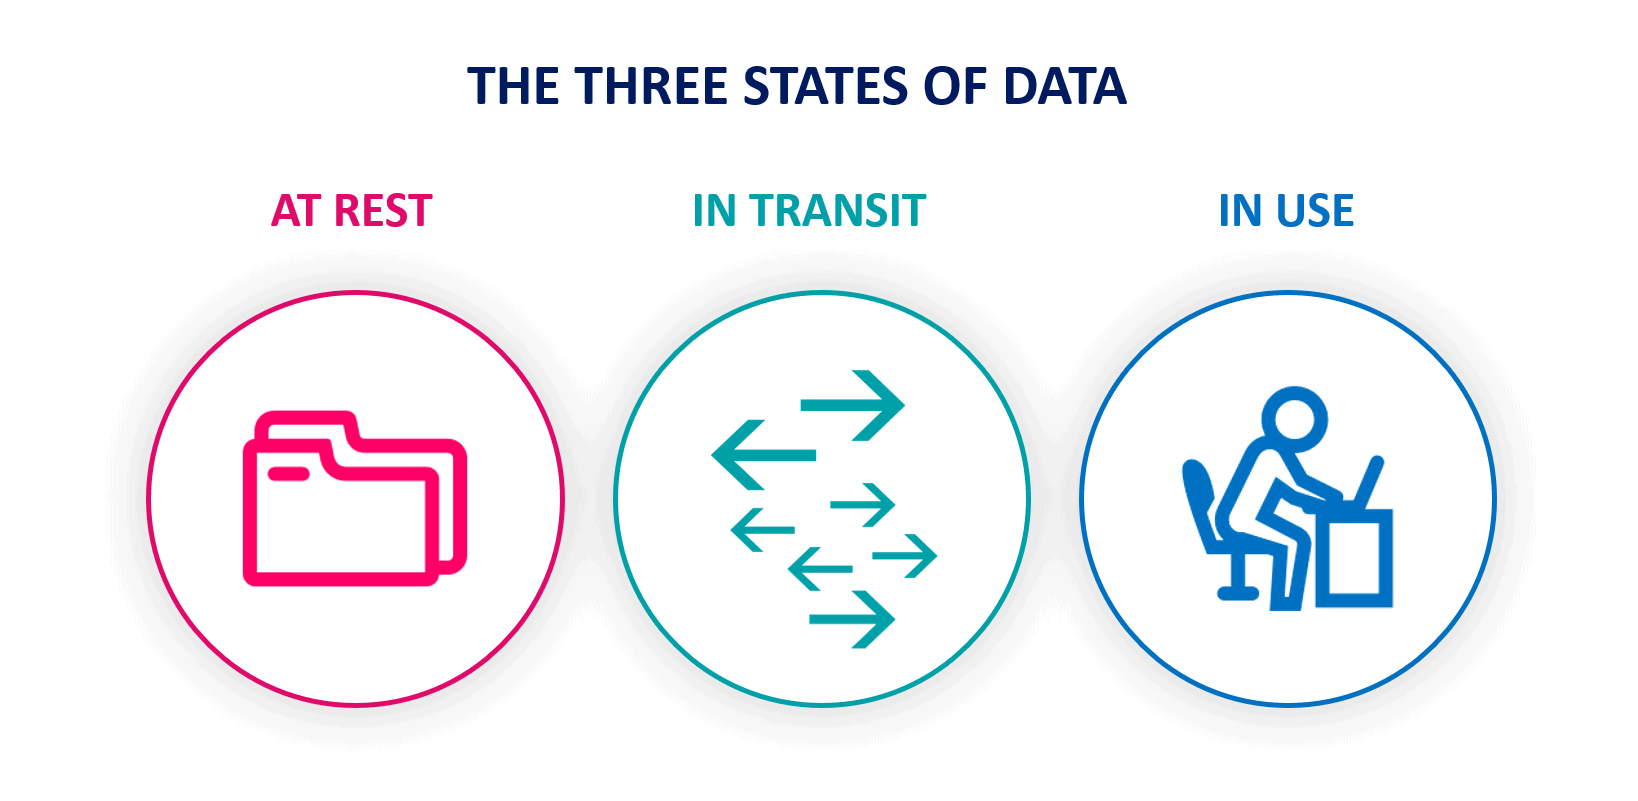 THE THREE STATES OF DATA
AT REST
IN TRANSIT
IN USE